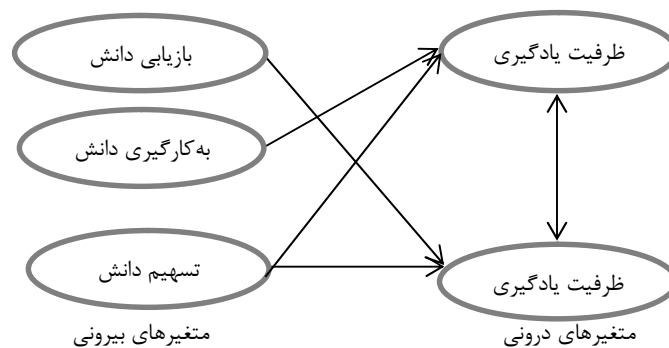 ظرفیت یادگیری
بازیابی دانش
به‌کارگیری دانش
تسهیم دانش
ظرفیت یادگیری
متغیرهای درونی
متغیرهای بیرونی